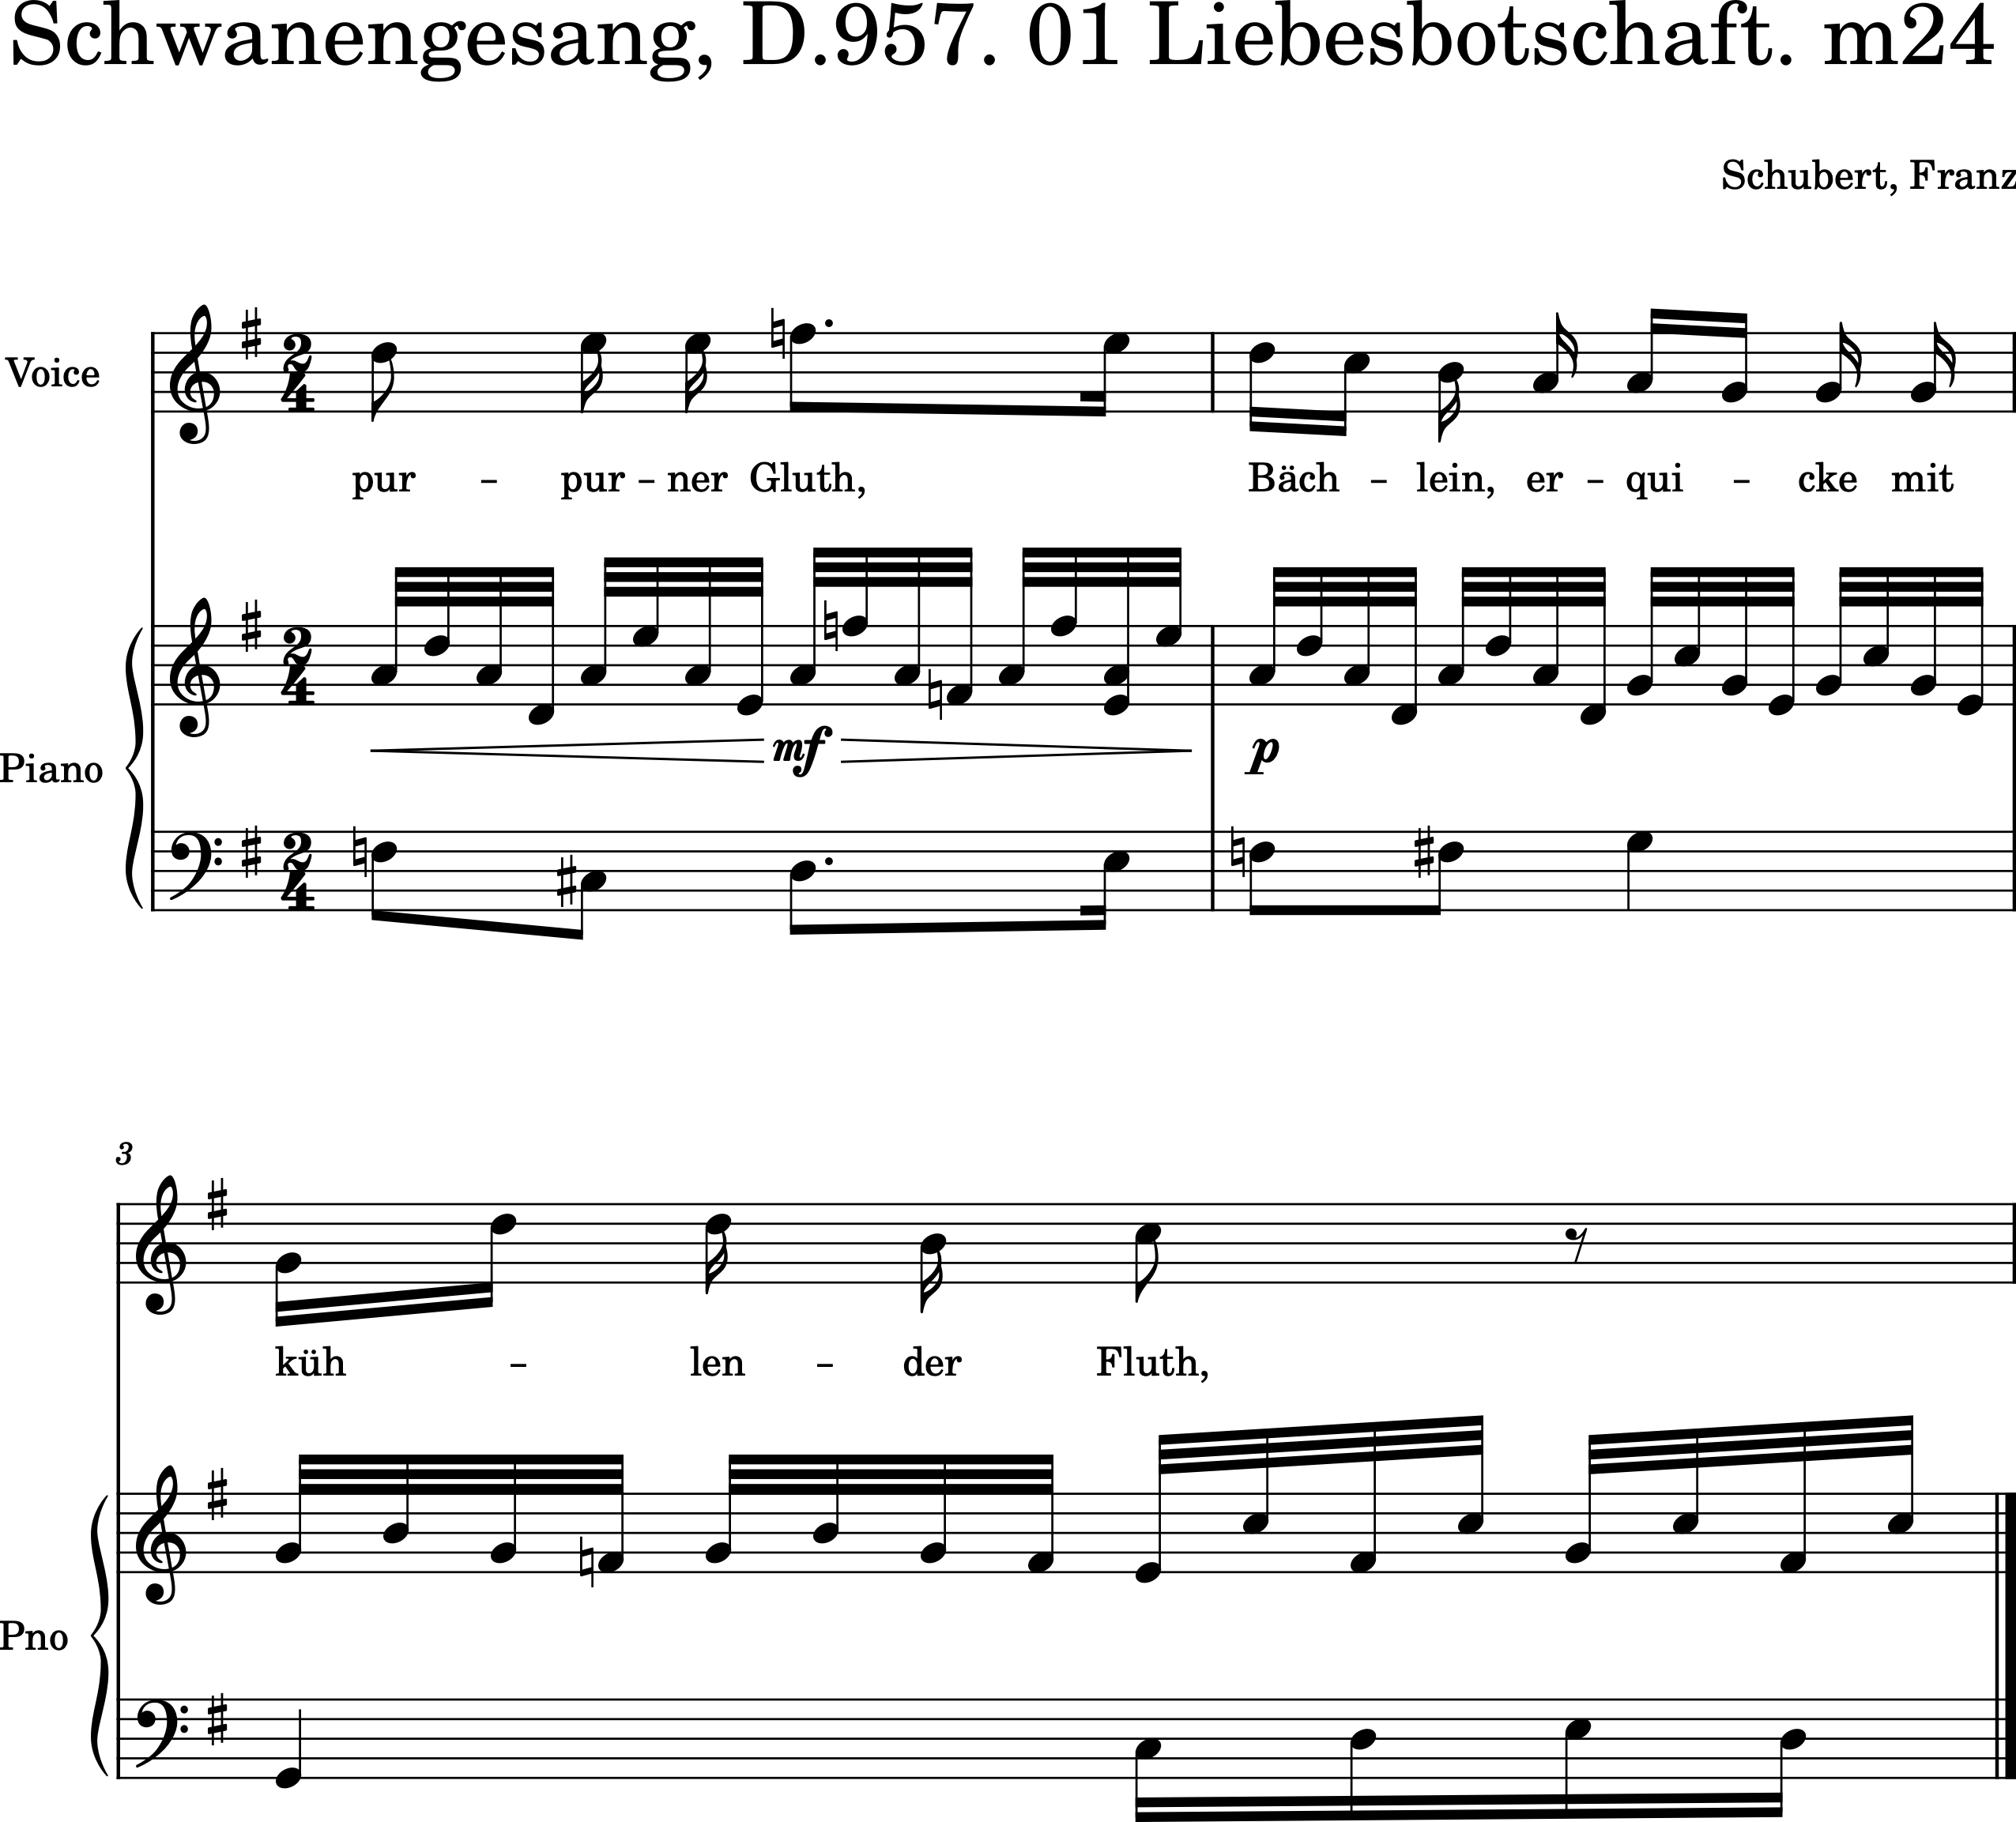 Schwanengesang, D.957. 01 Liebesbotschaft. m24
Schubert, Franz
Voice
pur - pur - ner Gluth, Bäch - lein, er - qui - cke mit
mf p
Piano
3
küh - len - der Fluth,
Pno